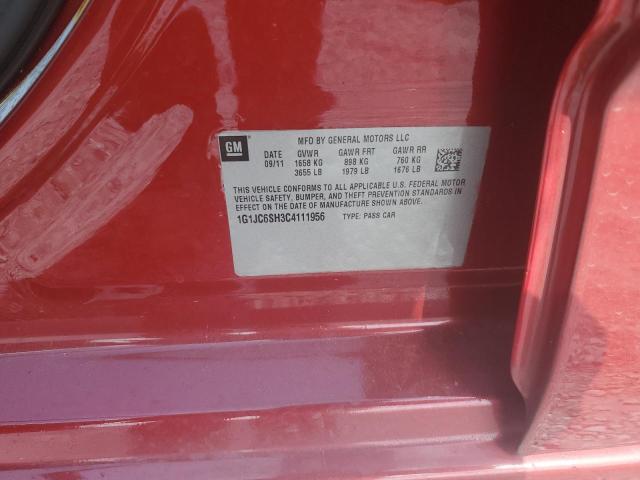 GM
MFD BY GENERAL MOTORS LLC
DATE GVWR GAWR FRT GAWR RR
09/11 1658 KG 898 KG 760 KG
3655 LB 1979 LB 1676 LB
THIS VEHICLE CONFORMS TO ALL APPLICABLE U.S. FEDERAL MOTOR
VEHICLE SAFETY, BUMPER, AND THEFT PREVENTION STANDARDS IN
EFFECT ON THE DATE OF MANUFACTURE SHOWN ABOVE.
1G1JC6SH3C4111956 TYPE: PASS CAR